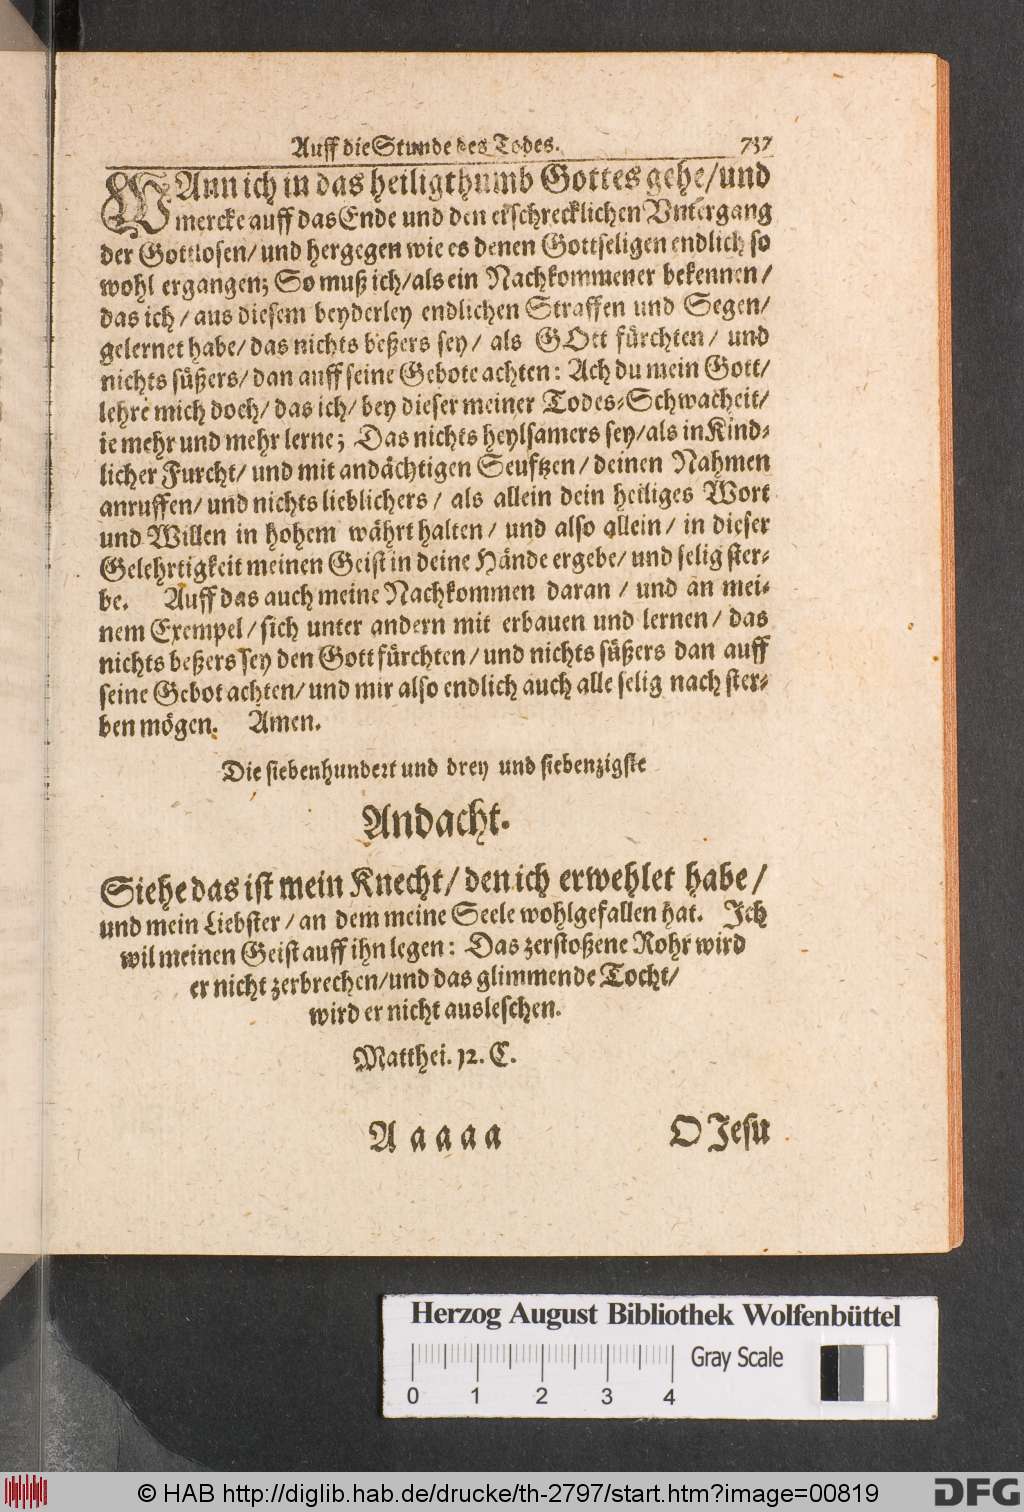 Auff die Stunde des Todes. 737
WAnn ich in das heiligthumb Gottes gehe/und
mercke auff das Ende und den erschrecklichen Untergang
der Gottlosen/ und hergegen wie es denen Gottseligen endlich so
wohl ergangen; So muß ich/als ein Nachkommener bekennen/
das ich/ aus diesem beyderley endlichen Straffen und Segen/
gelernet habe/ das nichts beßers sey/ als GOtt fürchten/ und
nichts süßers/ dan auff seine Gebote achten: Ach du mein Gott/
lehre mich doch/ das ich/ bey dieser meiner Todes-Schwacheit/
ie mehr und mehr lerne; Das nichts heylsamers sey/als in Kind-
licher Furcht/ und mit andächtigen Seuftzen/ deinen Nahmen
anruffen/ und nichts lieblichers/ als allein dein heiliges Wort
und Willen in hohem währt halten/ und also allein/ in dieser
Gelehrtigkeit meinen Geist in deine Hände ergebe/ und selig ster-
be. Auff das auch meine Nachkommen daran/ und an mei-
nem Exempel/ sich unter andern mit erbauen und lernen/ das
nichts beßers sey den Gott fürchten/ und nichts süßers dan auff
seine Gebot achten/ und mir also endlich auch alle selig nach ster-
ben mögen. Amen.
Die siebenhundert und drey und siebenzigste
Andacht.
Siehe das ist mein Knecht/ den ich erwehlet habe/
und mein Liebster/ an dem meine Seele wohlgefallen hat. Ich
wil meinen Geist auff ihn legen: Das zerstoßene Rohr wird
er nicht zerbrechen/und das glimmende Tocht/
wird er nicht ausleschen.
Matthei. 12. C.
A a a a a O Jesu
Herzog August Bibliothek Wolfenbüttel
Gray Scale
0 1 2 3 4
© HAB http://diglib.hab.de/drucke/th-2797/start.htm?image=00819
DFG